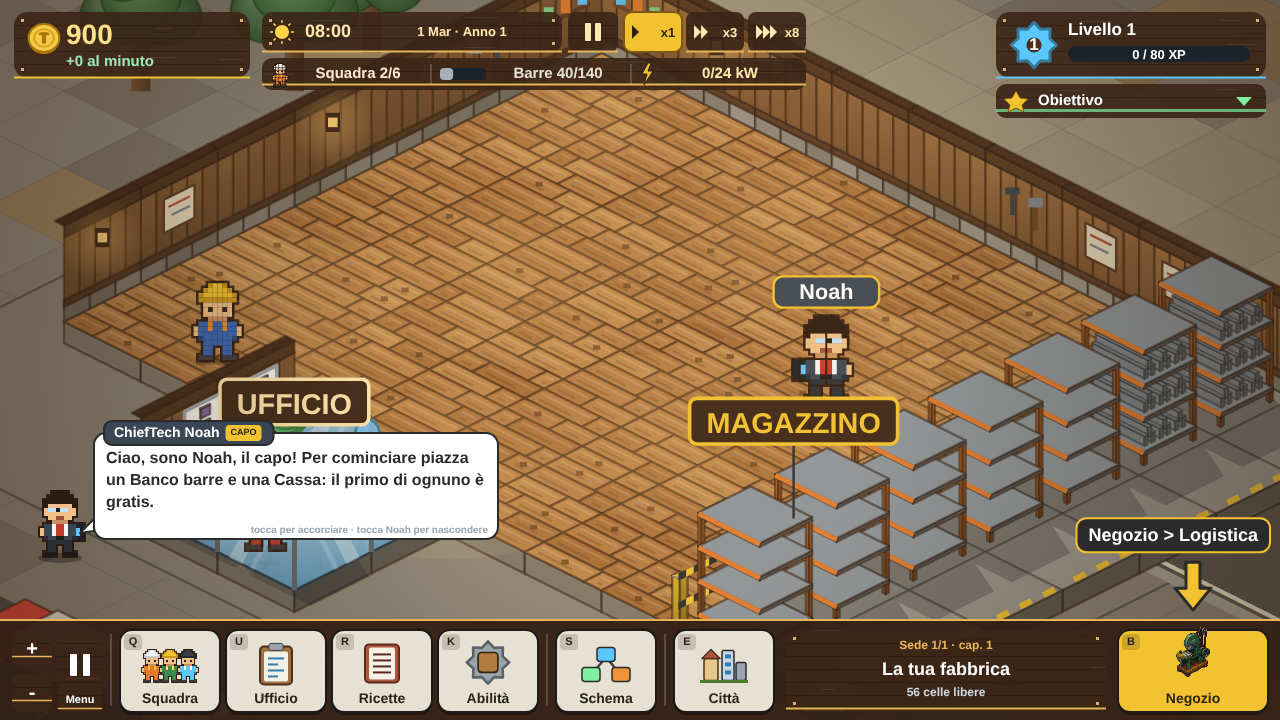 900
+0 al minuto
08:00
1 Mar · Anno 1
x1
x3
x8
Squadra 2/6
Barre 40/140
0/24 kW
1
Livello 1
0 / 80 XP
Obiettivo
Noah
UFFICIO
MAGAZZINO
ChiefTech Noah CAPO
Ciao, sono Noah, il capo! Per cominciare piazza
un Banco barre e una Cassa: il primo di ognuno è
gratis.
tocca per accorciare · tocca Noah per nascondere
Negozio > Logistica
+
-
Menu
Q
Squadra
U
Ufficio
R
Ricette
K
Abilità
S
Schema
E
Città
Sede 1/1 · cap. 1
La tua fabbrica
56 celle libere
B
Negozio